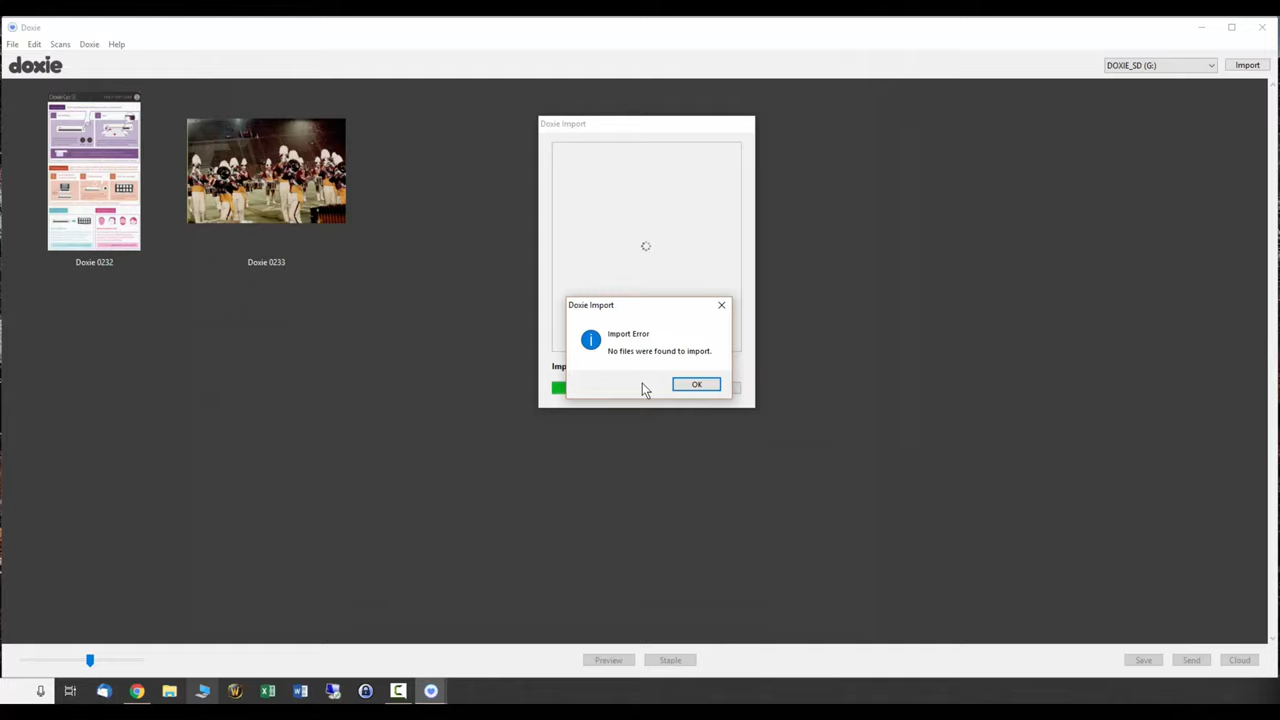 Doxie
File Edit Scans Doxie Help
doxie
DOXIE_SD (G:)
Import
Doxie Import
Doxie 0232
Doxie 0233
Doxie Import
Import Error
No files were found to import.
Imp
OK
Preview
Staple
Save
Send
Cloud